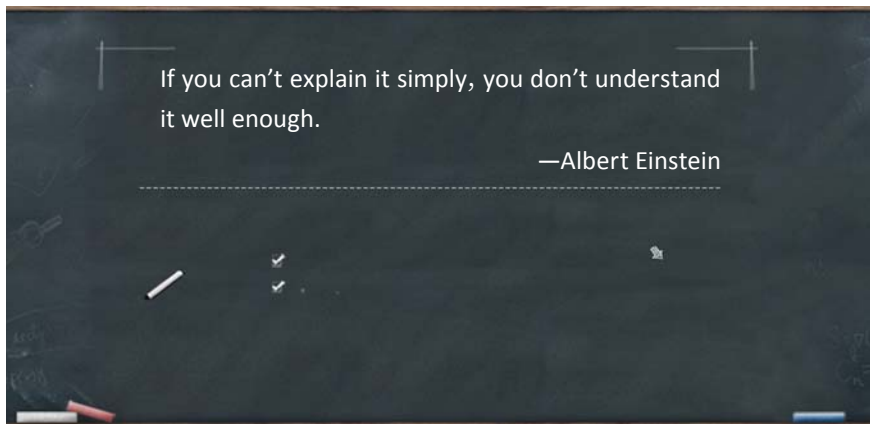 If you can’t explain it simply, you don’t understand
it well enough.
—Albert Einstein